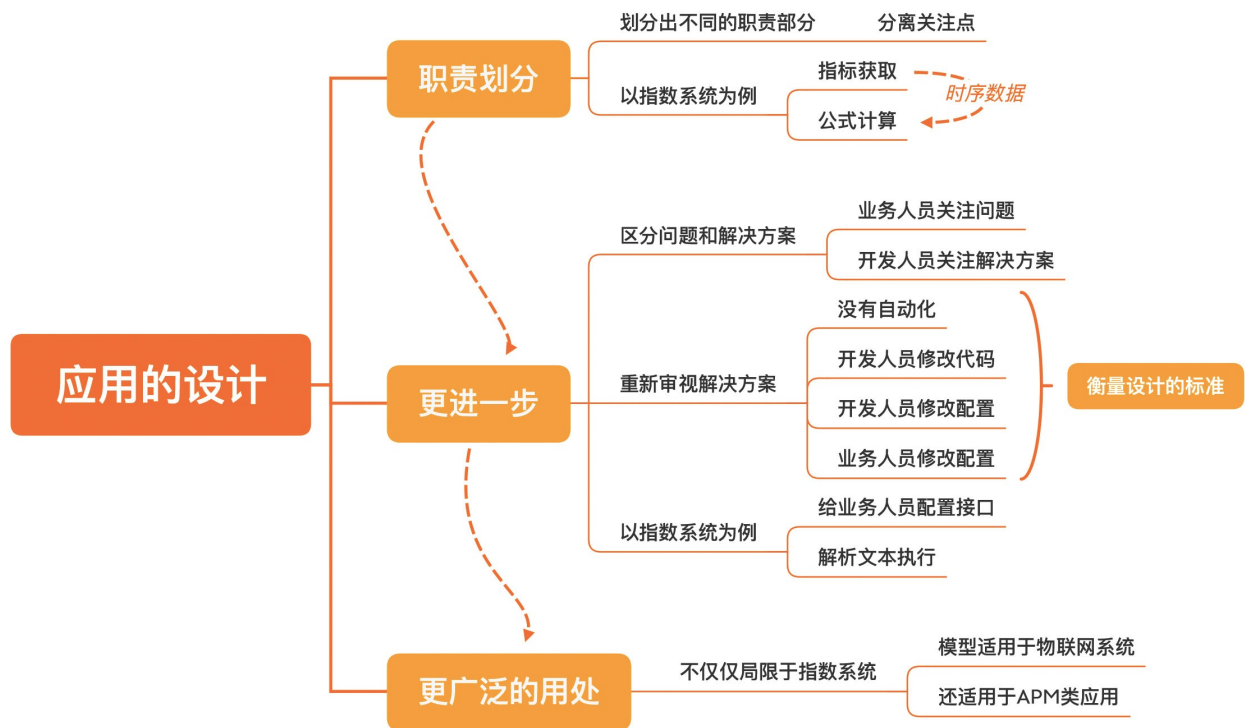 应用的设计
职责划分
划分出不同的职责部分
分离关注点
以指数系统为例
指标获取
时序数据
公式计算
更进一步
区分问题和解决方案
业务人员关注问题
开发人员关注解决方案
重新审视解决方案
没有自动化
开发人员修改代码
开发人员修改配置
业务人员修改配置
衡量设计的标准
以指数系统为例
给业务人员配置接口
解析文本执行
更广泛的用处
不仅仅局限于指数系统
模型适用于物联网系统
还适用于APM类应用